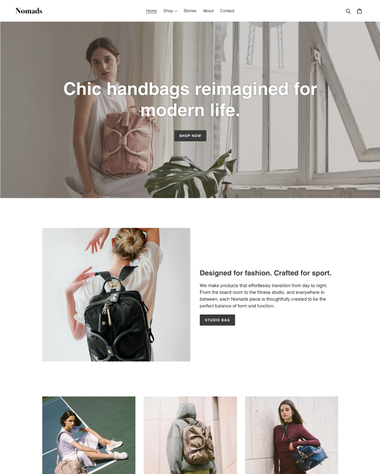 Nomads
Home Shop Stories About Contact
Chic handbags reimagined for
modern life.
SHOP NOW
Designed for fashion. Crafted for sport.
We make products that effortlessly transition from day to night.
From the board room to the fitness studio, and everywhere in
between, each Nomads piece is thoughtfully created to be the
perfect balance of form and function.
STUDIO BAG